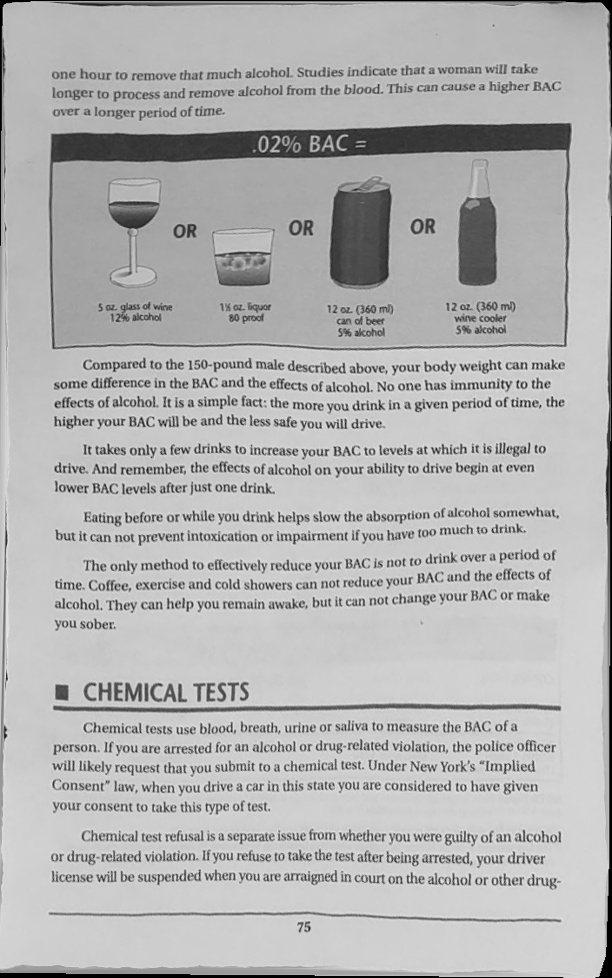 one hour to remove that much alcohol. Studies indicate that a woman will take
longer to process and remove alcohol from the blood. This can cause a higher BAC
over a longer period of time.
.02% BAC =
OR
OR
OR
5 oz. glass of wine
12% alcohol
1½ oz. liquor
80 proof
12 oz. (360 ml)
can of beer
5% alcohol
12 oz. (360 ml)
wine cooler
5% alcohol
Compared to the 150-pound male described above, your body weight can make
some difference in the BAC and the effects of alcohol. No one has immunity to the
effects of alcohol. It is a simple fact: the more you drink in a given period of time, the
higher your BAC will be and the less safe you will drive.
It takes only a few drinks to increase your BAC to levels at which it is illegal to
drive. And remember, the effects of alcohol on your ability to drive begin at even
lower BAC levels after just one drink.
Eating before or while you drink helps slow the absorption of alcohol somewhat,
but it can not prevent intoxication or impairment if you have too much to drink.
The only method to effectively reduce your BAC is not to drink over a period of
time. Coffee, exercise and cold showers can not reduce your BAC and the effects of
alcohol. They can help you remain awake, but it can not change your BAC or make
you sober.
■ CHEMICAL TESTS
Chemical tests use blood, breath, urine or saliva to measure the BAC of a
person. If you are arrested for an alcohol or drug-related violation, the police officer
will likely request that you submit to a chemical test. Under New York's "Implied
Consent" law, when you drive a car in this state you are considered to have given
your consent to take this type of test.
Chemical test refusal is a separate issue from whether you were guilty of an alcohol
or drug-related violation. If you refuse to take the test after being arrested, your driver
license will be suspended when you are arraigned in court on the alcohol or other drug-
75